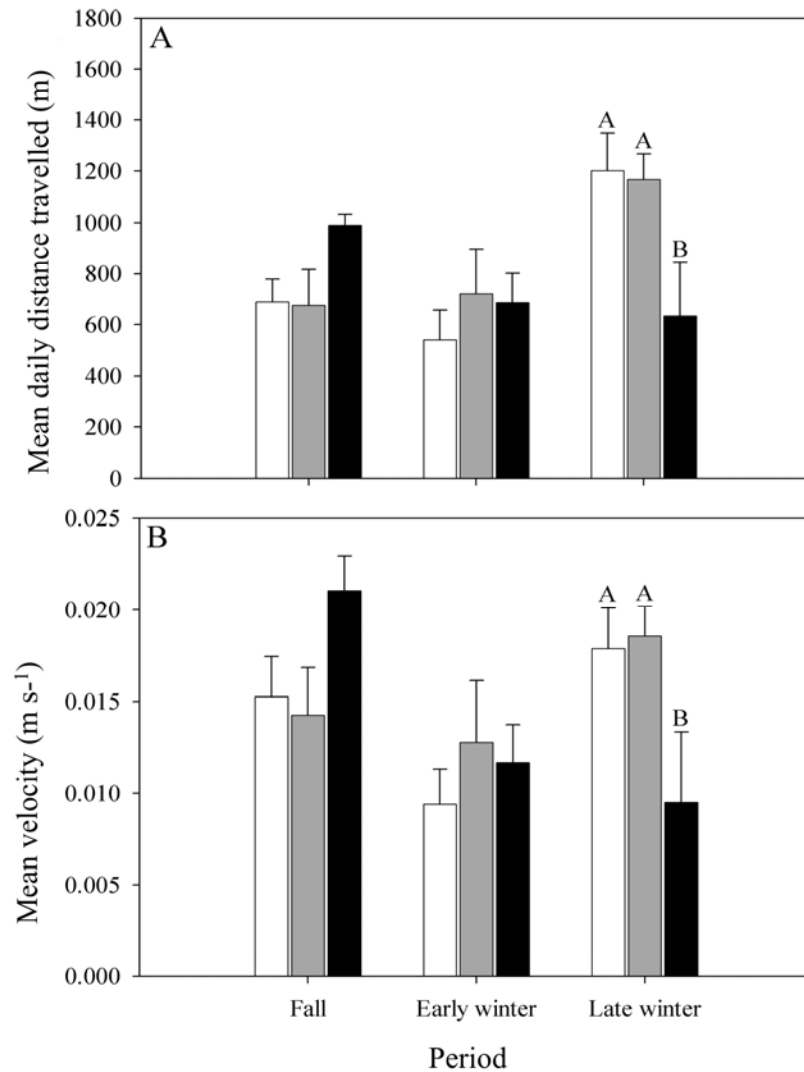 A
Mean daily distance travelled (m)
1800
1600
1400
1200
1000
800
600
400
200
0
A
A
B
B
Mean velocity (m s-1)
0.025
0.020
0.015
0.010
0.005
0.000
A
A
B
Fall Early winter Late winter
Period